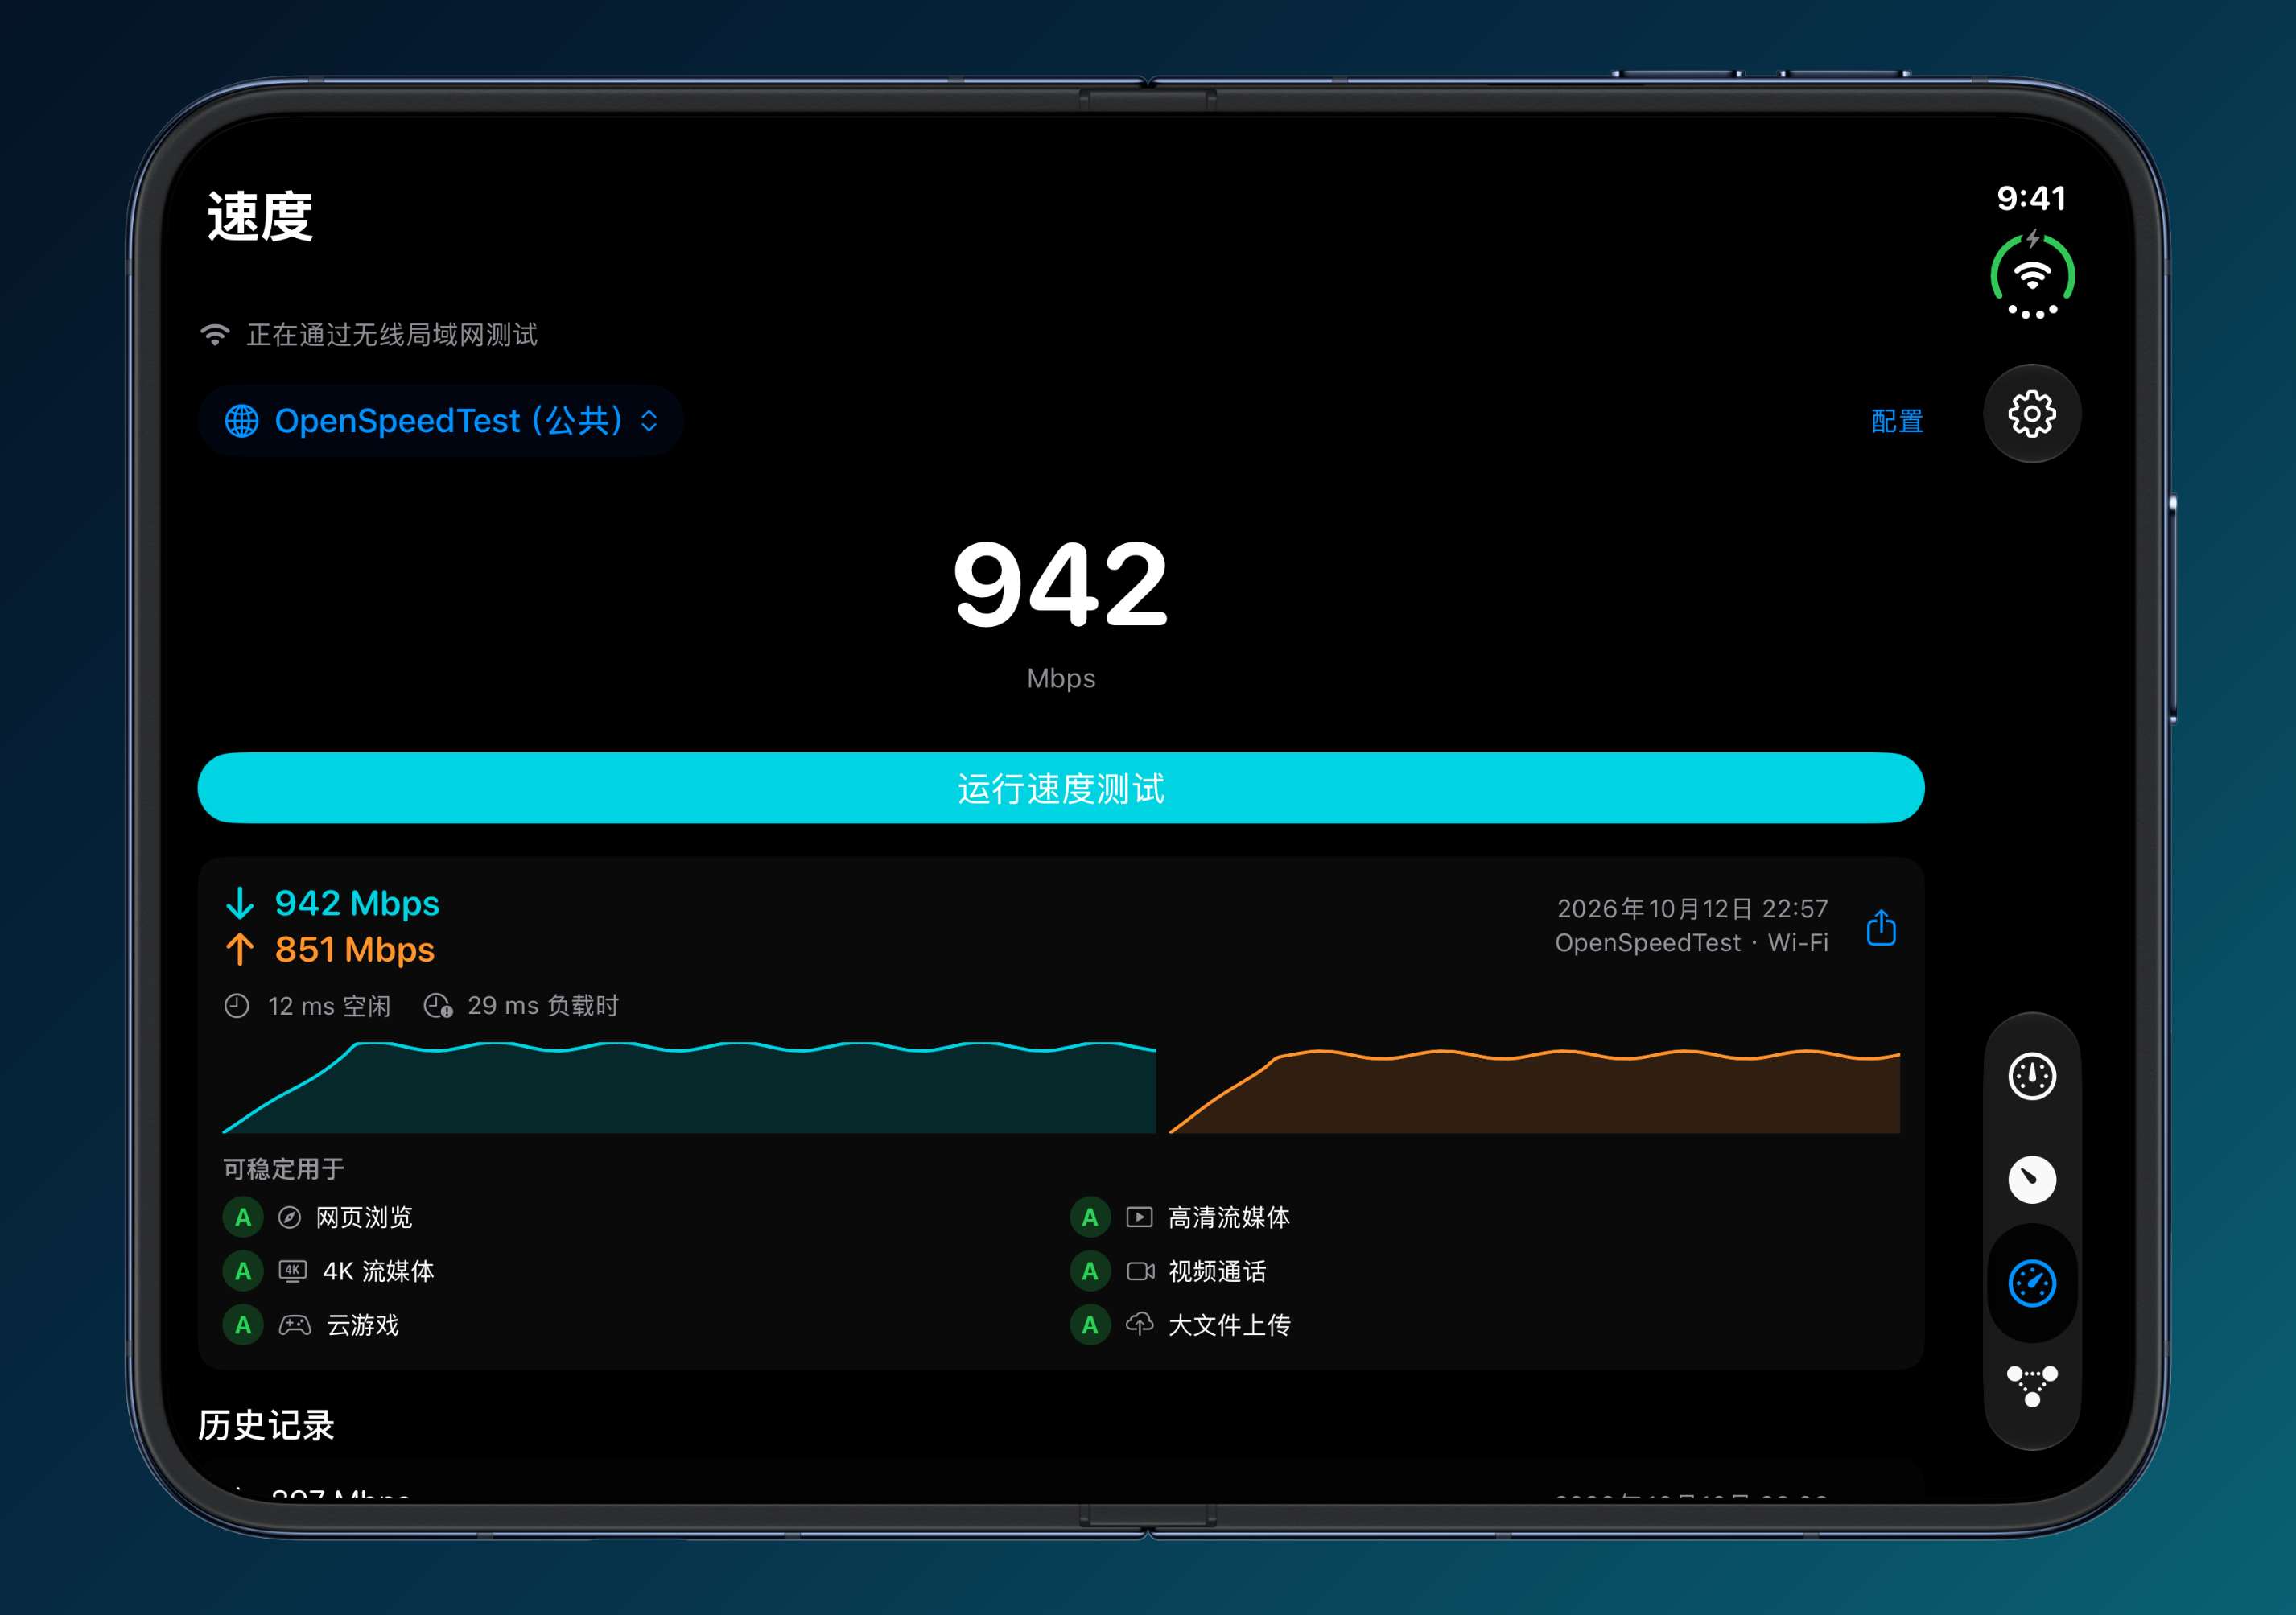 速度
9:41
正在通过无线局域网测试
OpenSpeedTest (公共)
配置
942
Mbps
运行速度测试
942 Mbps
851 Mbps
2026年10月12日 22:57
OpenSpeedTest · Wi-Fi
12 ms 空闲
29 ms 负载时
可稳定用于
A 网页浏览
A 高清流媒体
A 4K 4K 流媒体
A 视频通话
A 云游戏
A 大文件上传
历史记录
897 Mbps